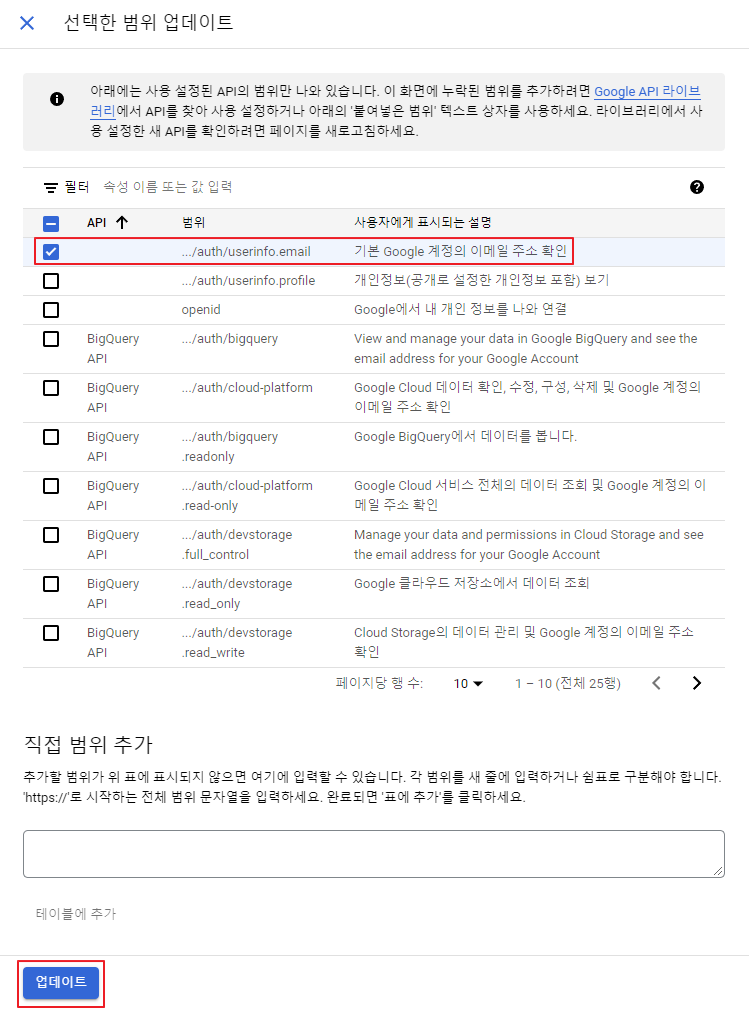 선택한 범위 업데이트
아래에는 사용 설정된 API의 범위만 나와 있습니다. 이 화면에 누락된 범위를 추가하려면 Google API 라이브
러리에서 API를 찾아 사용 설정하거나 아래의 '붙여넣은 범위' 텍스트 상자를 사용하세요. 라이브러리에서 사
용 설정한 새 API를 확인하려면 페이지를 새로고침하세요.
필터 속성 이름 또는 값 입력
API 범위 사용자에게 표시되는 설명
.../auth/userinfo.email 기본 Google 계정의 이메일 주소 확인
.../auth/userinfo.profile 개인정보(공개로 설정한 개인정보 포함) 보기
openid Google에서 내 개인 정보를 나와 연결
BigQuery .../auth/bigquery View and manage your data in Google BigQuery and see the
API email address for your Google Account
BigQuery .../auth/cloud-platform Google Cloud 데이터 확인, 수정, 구성, 삭제 및 Google 계정의
API 이메일 주소 확인
BigQuery .../auth/bigquery Google BigQuery에서 데이터를 봅니다.
API .readonly
BigQuery .../auth/cloud-platform Google Cloud 서비스 전체의 데이터 조회 및 Google 계정의 이
API .read-only 메일 주소 확인
BigQuery .../auth/devstorage Manage your data and permissions in Cloud Storage and see
API .full_control the email address for your Google Account
BigQuery .../auth/devstorage Google 클라우드 저장소에서 데이터 조회
API .read_only
BigQuery .../auth/devstorage Cloud Storage의 데이터 관리 및 Google 계정의 이메일 주소
API .read_write 확인
페이지당 행 수: 10 1 – 10 (전체 25행)
직접 범위 추가
추가할 범위가 위 표에 표시되지 않으면 여기에 입력할 수 있습니다. 각 범위를 새 줄에 입력하거나 쉼표로 구분해야 합니다.
'https://'로 시작하는 전체 범위 문자열을 입력하세요. 완료되면 '표에 추가'를 클릭하세요.
테이블에 추가
업데이트